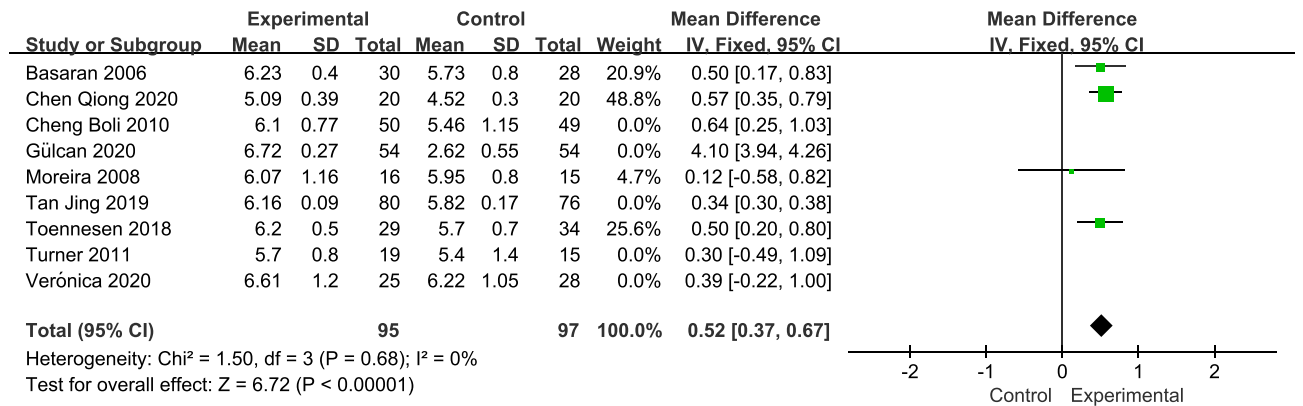 Experimental Control Mean Difference Mean Difference
Study or Subgroup Mean SD Total Mean SD Total Weight IV, Fixed, 95% CI IV, Fixed, 95% CI
Basaran 2006 6.23 0.4 30 5.73 0.8 28 20.9% 0.50 [0.17, 0.83]
Chen Qiong 2020 5.09 0.39 20 4.52 0.3 20 48.8% 0.57 [0.35, 0.79]
Cheng Boli 2010 6.1 0.77 50 5.46 1.15 49 0.0% 0.64 [0.25, 1.03]
Gülcan 2020 6.72 0.27 54 2.62 0.55 54 0.0% 4.10 [3.94, 4.26]
Moreira 2008 6.07 1.16 16 5.95 0.8 15 4.7% 0.12 [-0.58, 0.82]
Tan Jing 2019 6.16 0.09 80 5.82 0.17 76 0.0% 0.34 [0.30, 0.38]
Toennesen 2018 6.2 0.5 29 5.7 0.7 34 25.6% 0.50 [0.20, 0.80]
Turner 2011 5.7 0.8 19 5.4 1.4 15 0.0% 0.30 [-0.49, 1.09]
Verónica 2020 6.61 1.2 25 6.22 1.05 28 0.0% 0.39 [-0.22, 1.00]
Total (95% CI) 95 97 100.0% 0.52 [0.37, 0.67]
Heterogeneity: Chi² = 1.50, df = 3 (P = 0.68); I² = 0%
Test for overall effect: Z = 6.72 (P < 0.00001)
-2 -1 0 1 2
Control Experimental